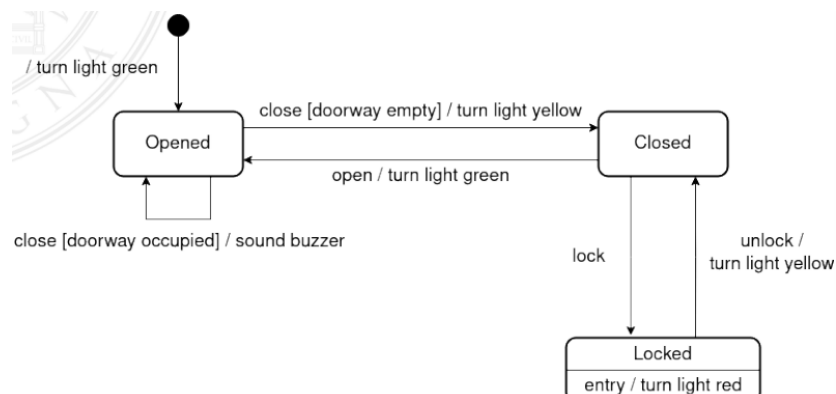 / turn light green
close [doorway empty] / turn light yellow
Opened
Closed
open / turn light green
close [doorway occupied] / sound buzzer
lock
unlock /
turn light yellow
Locked
entry / turn light red